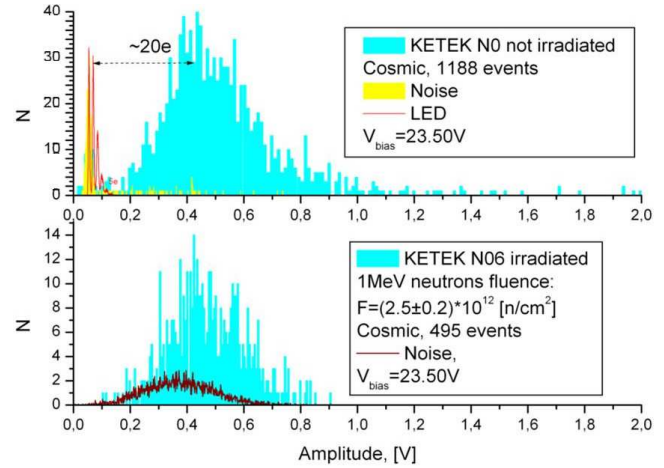 ~20e
N
40
30
20
10
0
0,0 0,2 0,4 0,6 0,8 1,0 1,2 1,4 1,6 1,8 2,0
KETEK N0 not irradiated
Cosmic, 1188 events
Noise
LED
V_bias=23.50V
N
14
12
10
8
6
4
2
0
0,0 0,2 0,4 0,6 0,8 1,0 1,2 1,4 1,6 1,8 2,0
KETEK N06 irradiated
1MeV neutrons fluence:
F=(2.5±0.2)*10^12 [n/cm²]
Cosmic, 495 events
Noise,
V_bias=23.50V
Amplitude, [V]